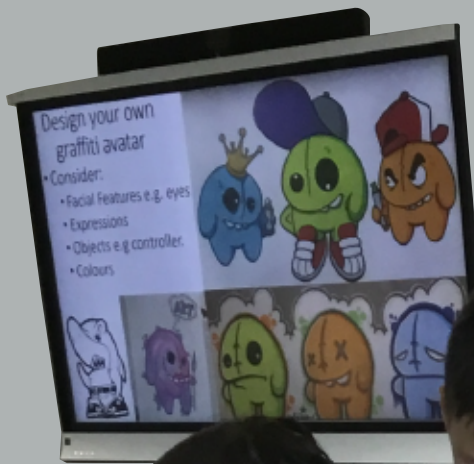 Design your own
graffiti avatar
• Consider:
• Facial Features e.g. eyes
• Expressions
• Objects e.g controller.
• Colours